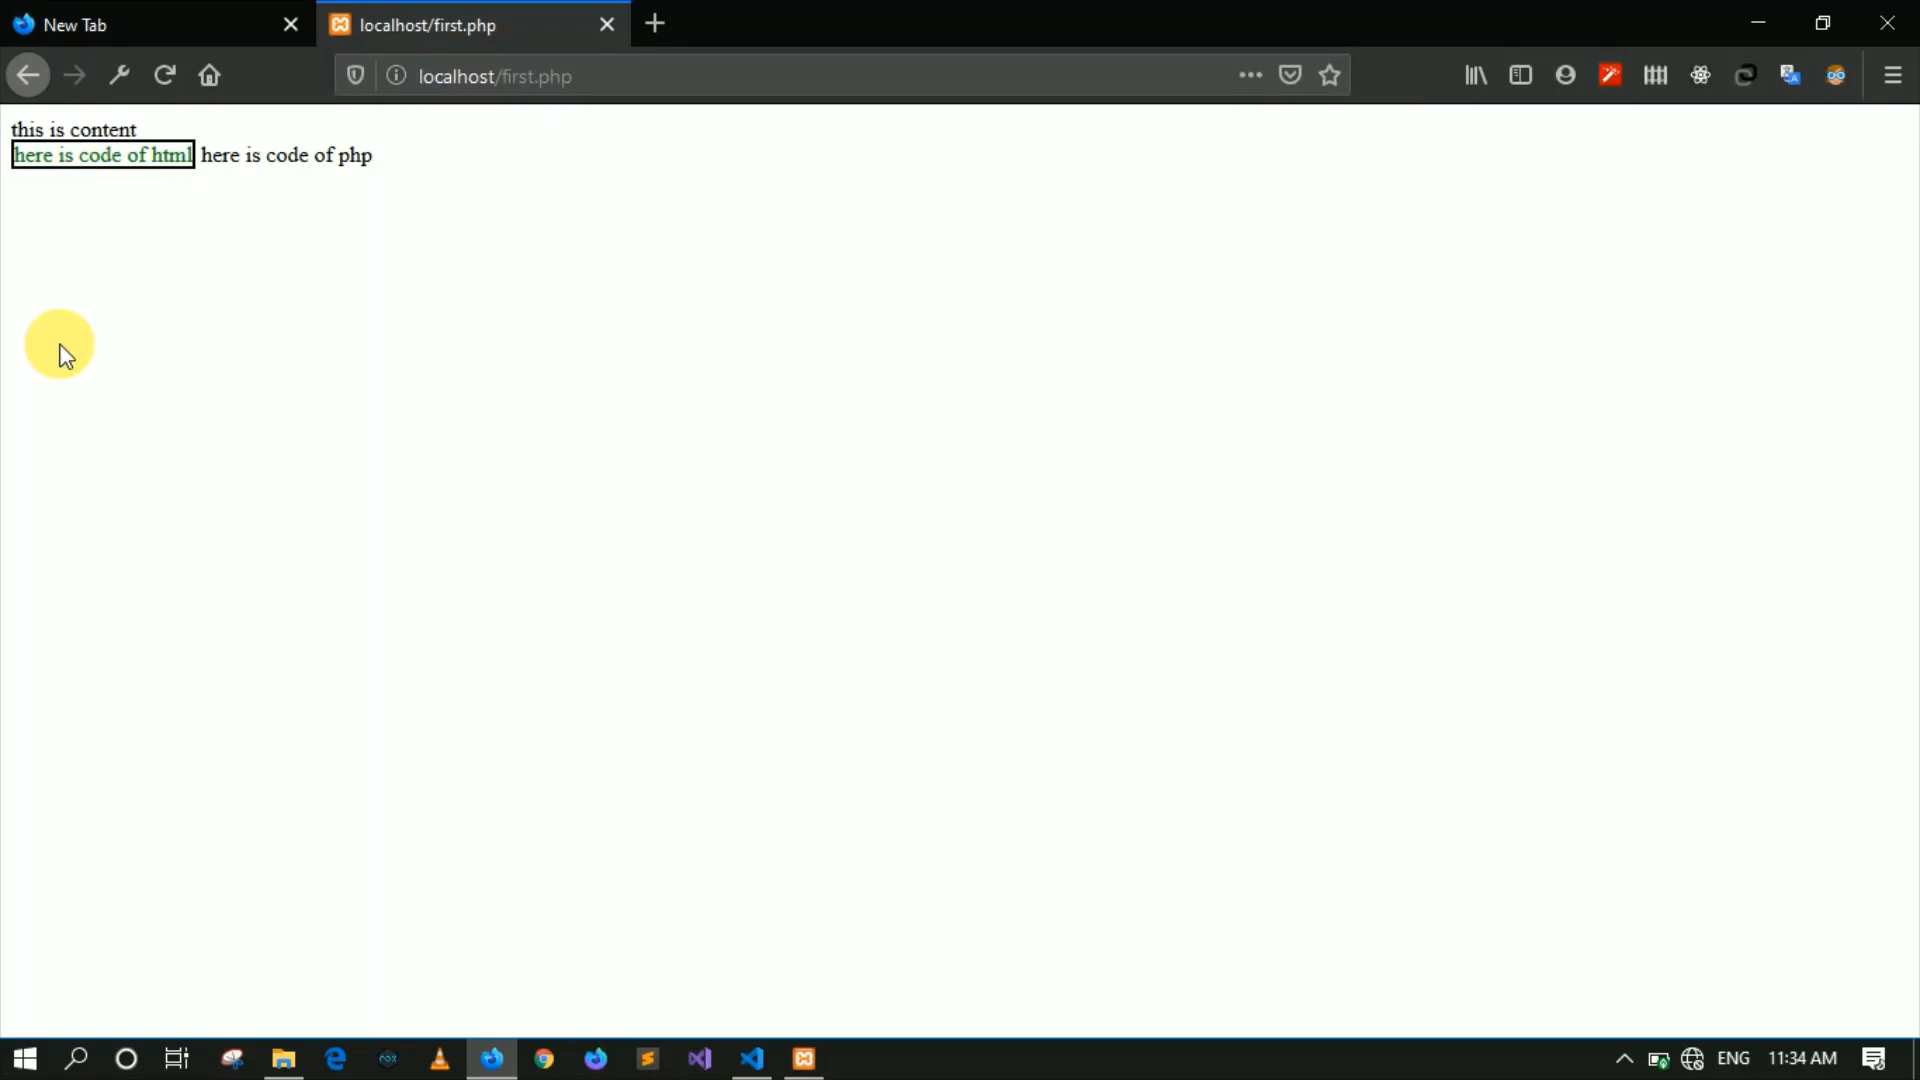 New Tab
localhost/first.php
localhost/first.php
this is content
here is code of html here is code of php
ENG 11:34 AM